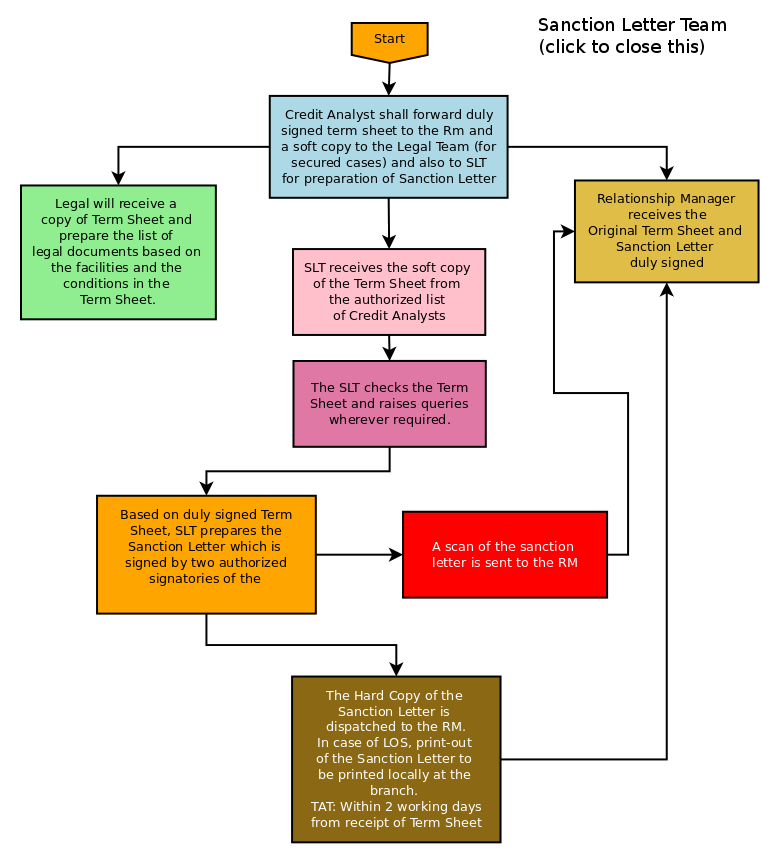 Sanction Letter Team
(click to close this)
Start
Credit Analyst shall forward duly
signed term sheet to the Rm and
a soft copy to the Legal Team (for
secured cases) and also to SLT
for preparation of Sanction Letter
Legal will receive a
copy of Term Sheet and
prepare the list of
legal documents based on
the facilities and the
conditions in the
Term Sheet.
Relationship Manager
receives the
Original Term Sheet and
Sanction Letter
duly signed
SLT receives the soft copy
of the Term Sheet from
the authorized list
of Credit Analysts
The SLT checks the Term
Sheet and raises queries
wherever required.
Based on duly signed Term
Sheet, SLT prepares the
Sanction Letter which is
signed by two authorized
signatories of the
A scan of the sanction
letter is sent to the RM
The Hard Copy of the
Sanction Letter is
dispatched to the RM.
In case of LOS, print-out
of the Sanction Letter to
be printed locally at the
branch.
TAT: Within 2 working days
from receipt of Term Sheet